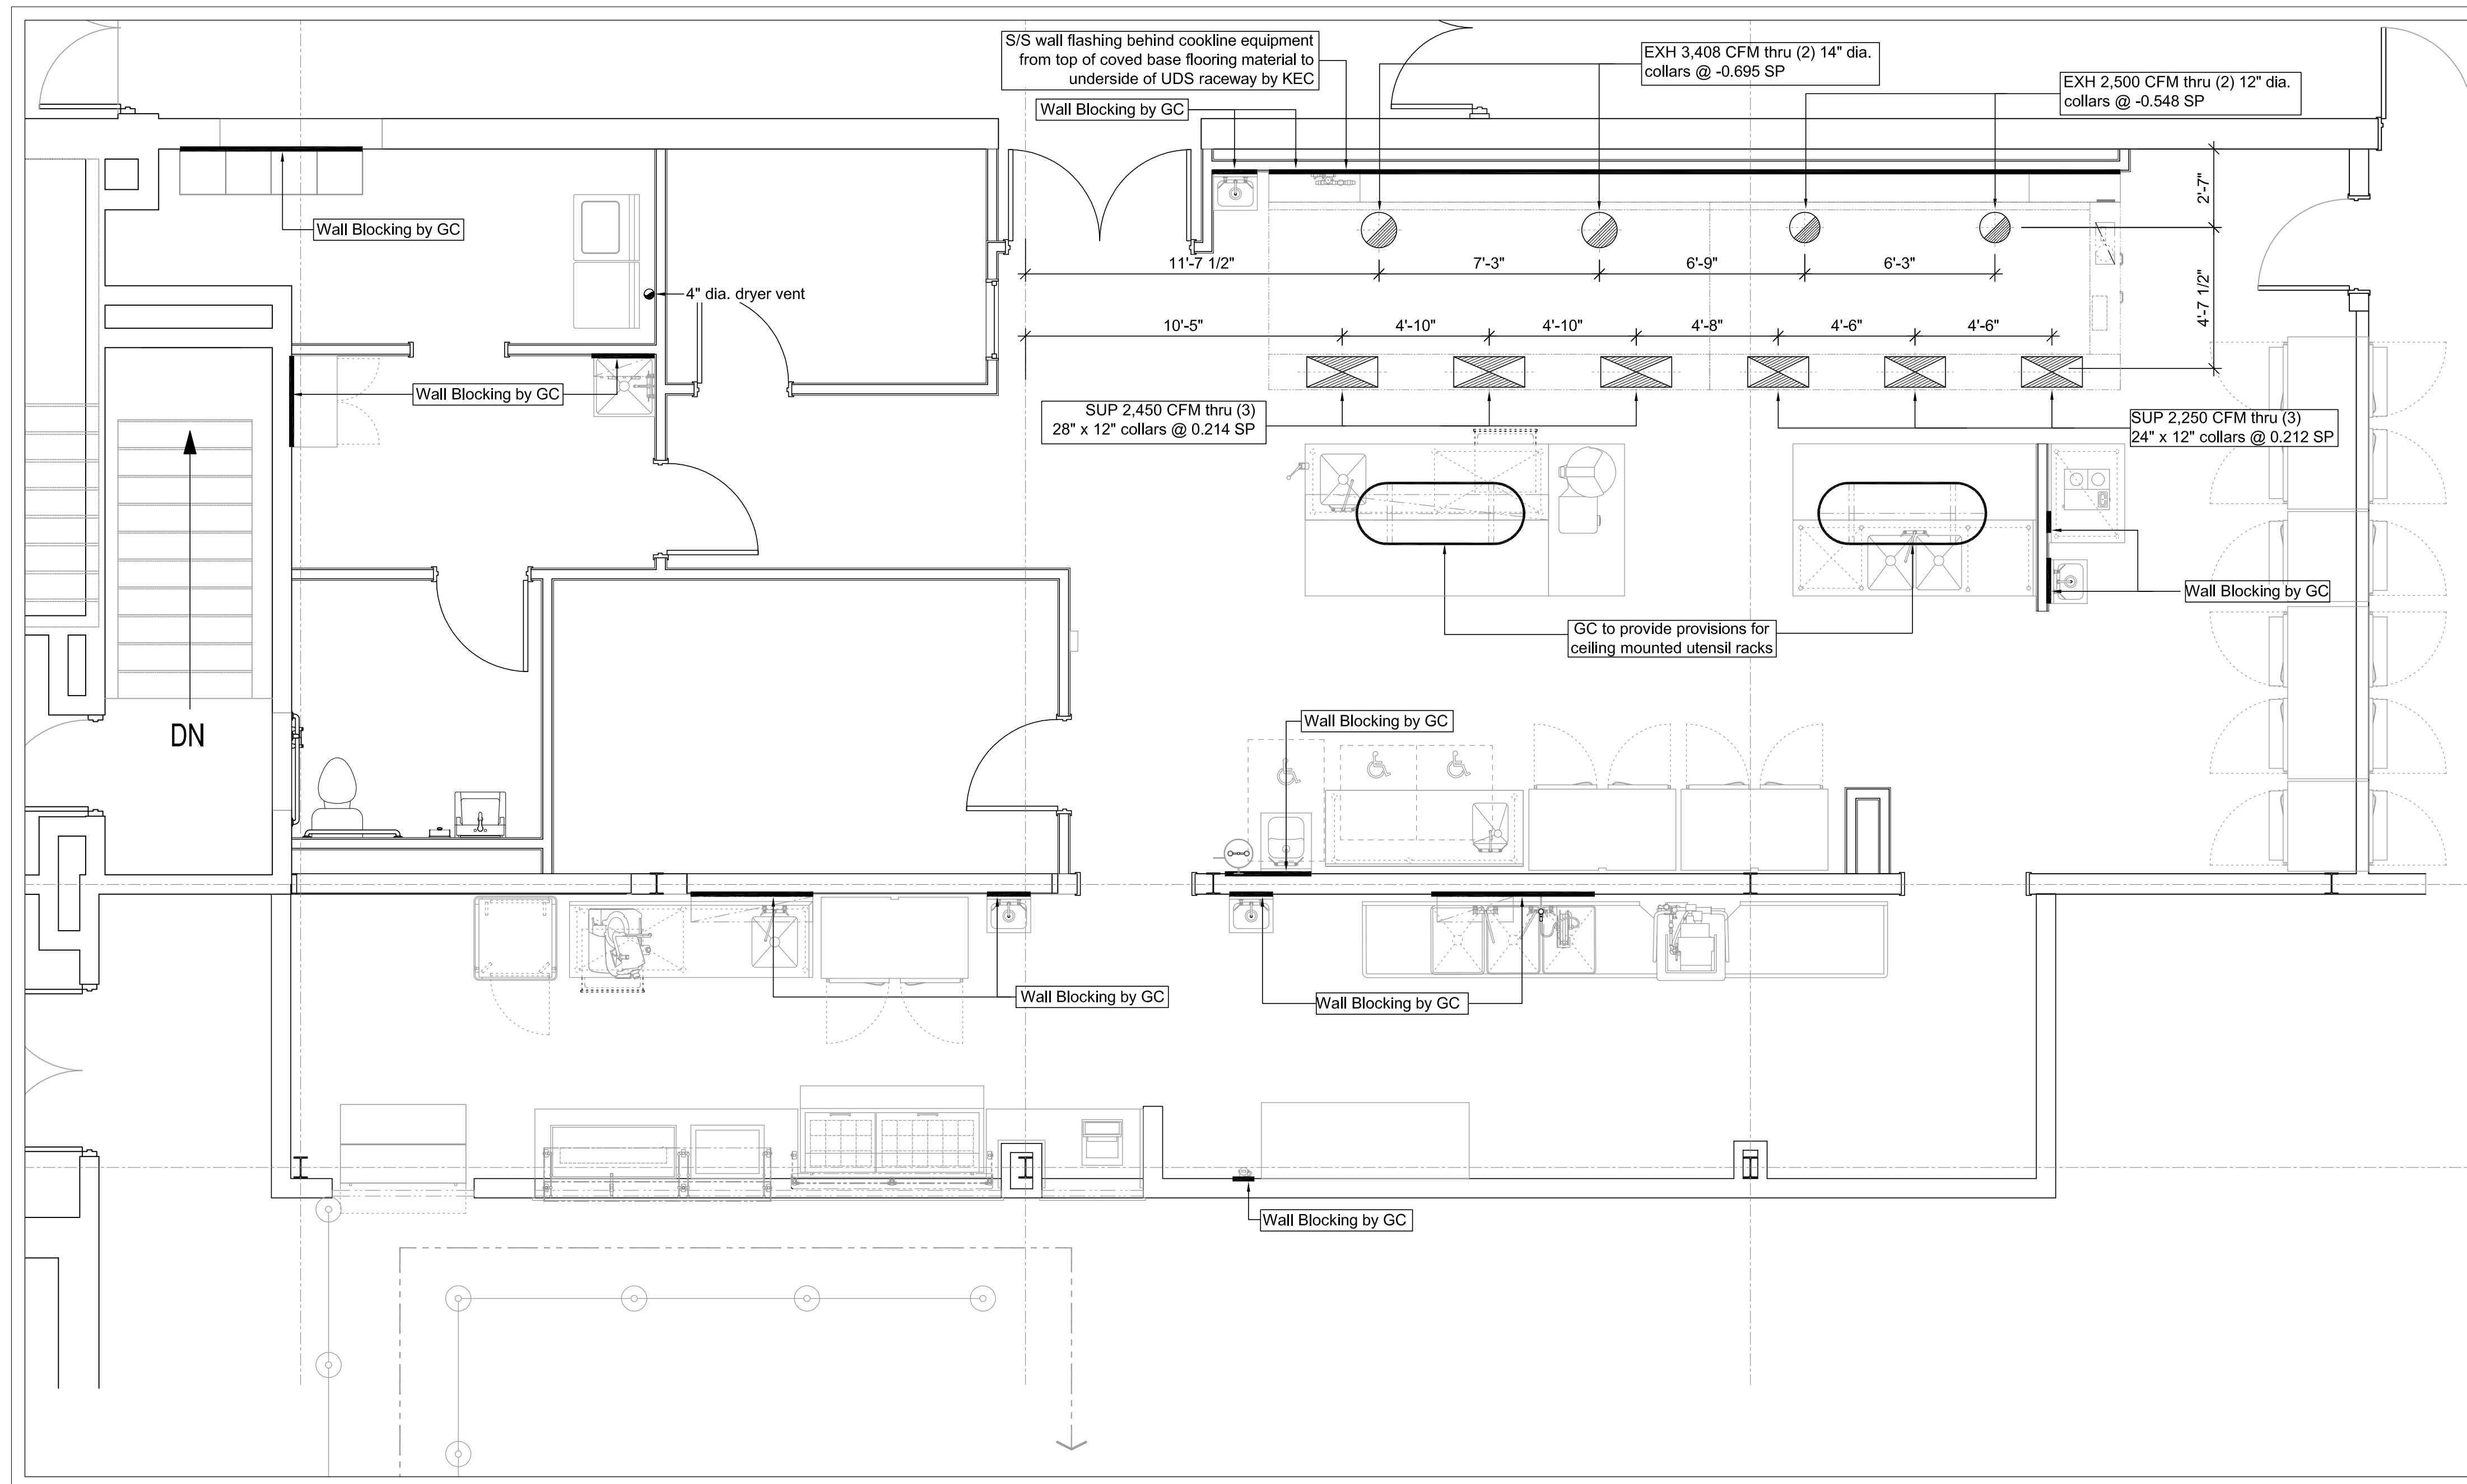 S/S wall flashing behind cookline equipment
from top of coved base flooring material to
underside of UDS raceway by KEC
EXH 3,408 CFM thru (2) 14" dia.
collars @ -0.695 SP
EXH 2,500 CFM thru (2) 12" dia.
collars @ -0.548 SP
Wall Blocking by GC
Wall Blocking by GC
2'-7"
11'-7 1/2"
7'-3"
6'-9"
6'-3"
4" dia. dryer vent
4'-7 1/2"
10'-5"
4'-10"
4'-10"
4'-8"
4'-6"
4'-6"
Wall Blocking by GC
SUP 2,450 CFM thru (3)
28" x 12" collars @ 0.214 SP
SUP 2,250 CFM thru (3)
24" x 12" collars @ 0.212 SP
Wall Blocking by GC
GC to provide provisions for
ceiling mounted utensil racks
DN
Wall Blocking by GC
Wall Blocking by GC
Wall Blocking by GC
Wall Blocking by GC